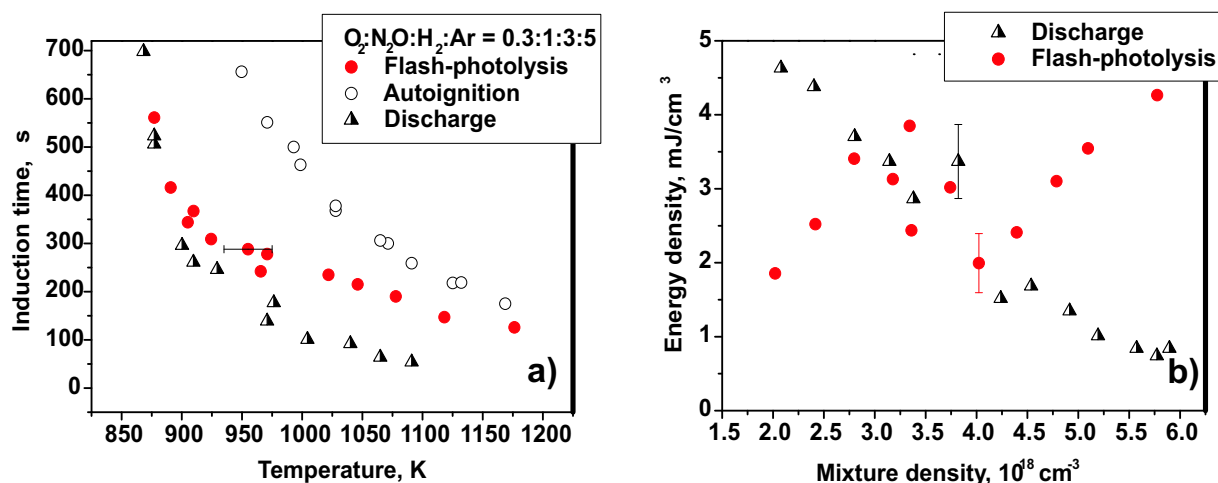 O2:N2O:H2:Ar = 0.3:1:3:5
Flash-photolysis
Autoignition
Discharge
700
600
500
400
300
200
100
0
Induction time, s
850 900 950 1000 1050 1100 1150 1200
Temperature, K
a)
Discharge
Flash-photolysis
5
4
3
2
1
0
Energy density, mJ/cm3
1.5 2.0 2.5 3.0 3.5 4.0 4.5 5.0 5.5 6.0
Mixture density, 10^18 cm^-3
b)